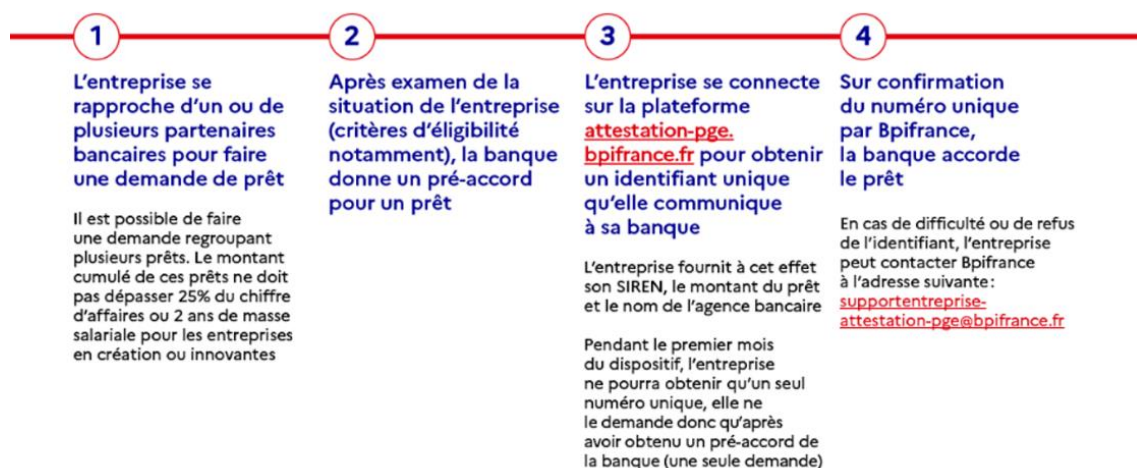 1
L'entreprise se
rapproche d'un ou de
plusieurs partenaires
bancaires pour faire
une demande de prêt
Il est possible de faire
une demande regroupant
plusieurs prêts. Le montant
cumulé de ces prêts ne doit
pas dépasser 25% du chiffre
d'affaires ou 2 ans de masse
salariale pour les entreprises
en création ou innovantes
2
Après examen de la
situation de l'entreprise
(critères d'éligibilité
notamment), la banque
donne un pré-accord
pour un prêt
3
L'entreprise se connecte
sur la plateforme
attestation-pge.
bpifrance.fr pour obtenir
un identifiant unique
qu'elle communique
à sa banque
L'entreprise fournit à cet effet
son SIREN, le montant du prêt
et le nom de l'agence bancaire
Pendant le premier mois
du dispositif, l'entreprise
ne pourra obtenir qu'un seul
numéro unique, elle ne
le demande donc qu'après
avoir obtenu un pré-accord de
la banque (une seule demande)
4
Sur confirmation
du numéro unique
par Bpifrance,
la banque accorde
le prêt
En cas de difficulté ou de refus
de l'identifiant, l'entreprise
peut contacter Bpifrance
à l'adresse suivante:
supportentreprise-
attestation-pge@bpifrance.fr